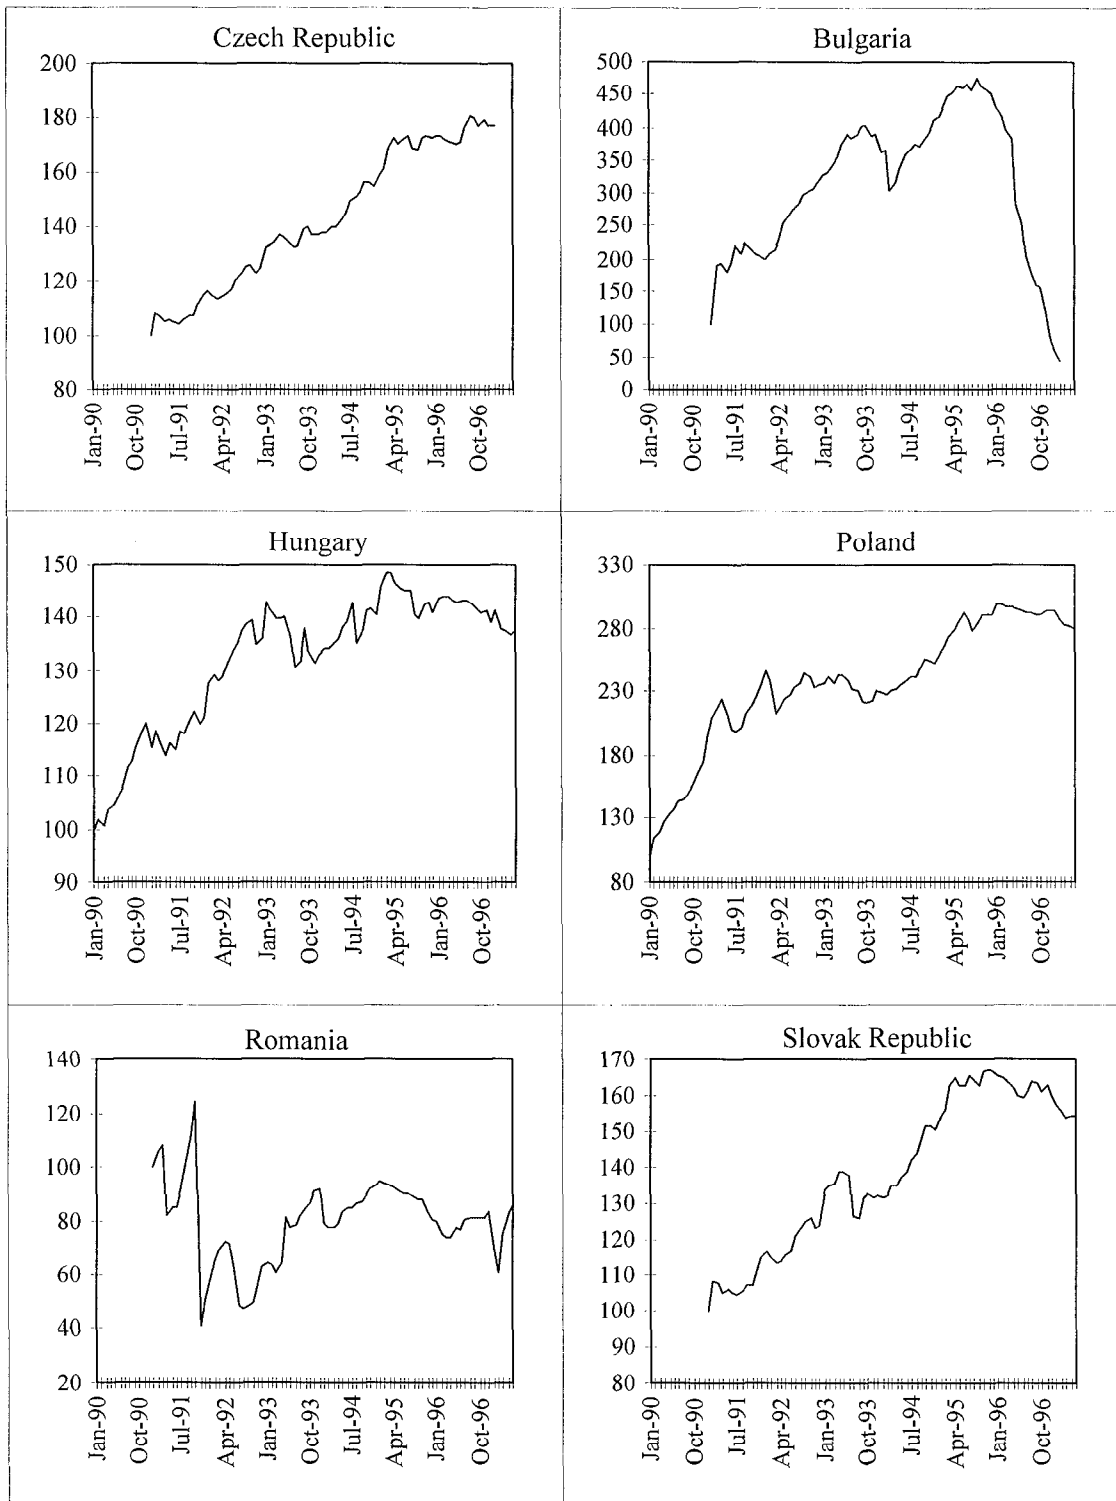 Czech Republic
200
180
160
140
120
100
80
Jan-90
Oct-90
Jul-91
Apr-92
Jan-93
Oct-93
Jul-94
Apr-95
Jan-96
Oct-96
Bulgaria
500
450
400
350
300
250
200
150
100
50
0
Jan-90
Oct-90
Jul-91
Apr-92
Jan-93
Oct-93
Jul-94
Apr-95
Jan-96
Oct-96
Hungary
150
140
130
120
110
100
90
Jan-90
Oct-90
Jul-91
Apr-92
Jan-93
Oct-93
Jul-94
Apr-95
Jan-96
Oct-96
Poland
330
280
230
180
130
80
Jan-90
Oct-90
Jul-91
Apr-92
Jan-93
Oct-93
Jul-94
Apr-95
Jan-96
Oct-96
Romania
140
120
100
80
60
40
20
Jan-90
Oct-90
Jul-91
Apr-92
Jan-93
Oct-93
Jul-94
Apr-95
Jan-96
Oct-96
Slovak Republic
170
160
150
140
130
120
110
100
90
80
Jan-90
Oct-90
Jul-91
Apr-92
Jan-93
Oct-93
Jul-94
Apr-95
Jan-96
Oct-96